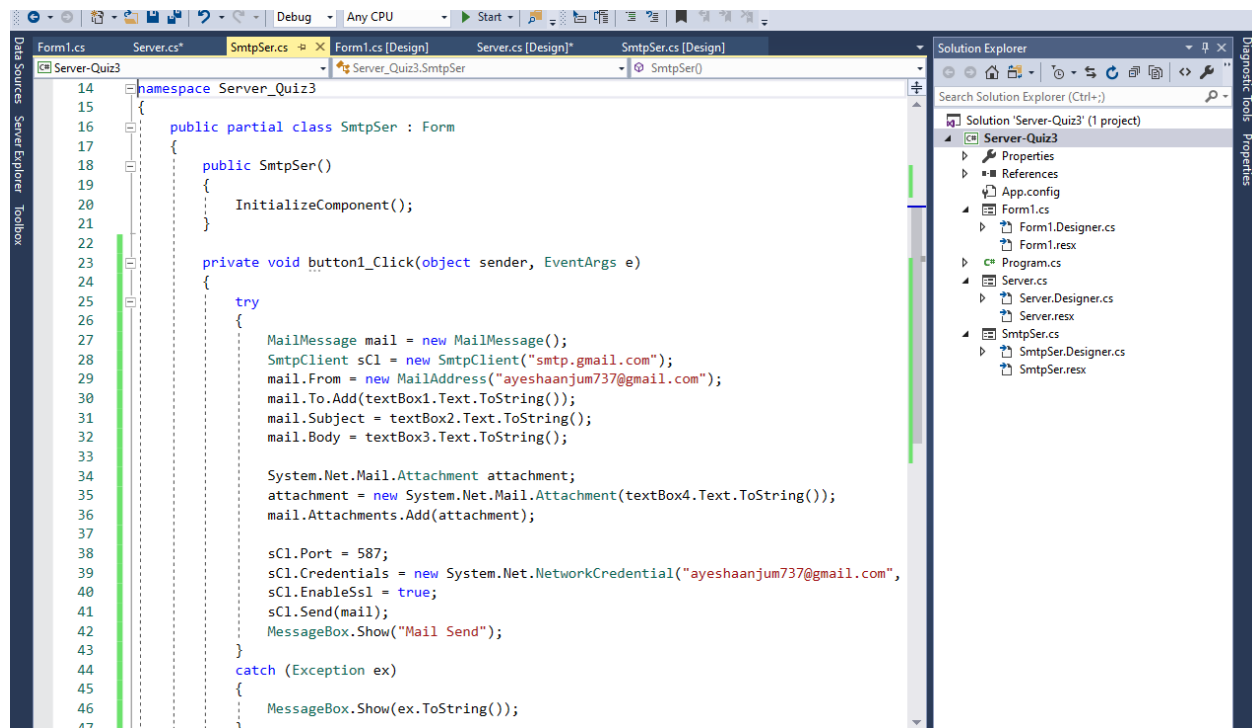 Debug Any CPU Start
Data Sources
Server Explorer
Toolbox
Form1.cs Server.cs* SmtpSer.cs Form1.cs [Design] Server.cs [Design]* SmtpSer.cs [Design]
C# Server-Quiz3 Server_Quiz3.SmtpSer SmtpSer()
14 namespace Server_Quiz3
15 {
16 public partial class SmtpSer : Form
17 {
18 public SmtpSer()
19 {
20 InitializeComponent();
21 }
22
23 private void button1_Click(object sender, EventArgs e)
24 {
25 try
26 {
27 MailMessage mail = new MailMessage();
28 SmtpClient sCl = new SmtpClient("smtp.gmail.com");
29 mail.From = new MailAddress("ayeshaanjum737@gmail.com");
30 mail.To.Add(textBox1.Text.ToString());
31 mail.Subject = textBox2.Text.ToString();
32 mail.Body = textBox3.Text.ToString();
33
34 System.Net.Mail.Attachment attachment;
35 attachment = new System.Net.Mail.Attachment(textBox4.Text.ToString());
36 mail.Attachments.Add(attachment);
37
38 sCl.Port = 587;
39 sCl.Credentials = new System.Net.NetworkCredential("ayeshaanjum737@gmail.com",
40 sCl.EnableSsl = true;
41 sCl.Send(mail);
42 MessageBox.Show("Mail Send");
43 }
44 catch (Exception ex)
45 {
46 MessageBox.Show(ex.ToString());
47 }
Solution Explorer
Search Solution Explorer (Ctrl+;)
Solution 'Server-Quiz3' (1 project)
C# Server-Quiz3
Properties
References
App.config
Form1.cs
Form1.Designer.cs
Form1.resx
C# Program.cs
Server.cs
Server.Designer.cs
Server.resx
SmtpSer.cs
SmtpSer.Designer.cs
SmtpSer.resx
Diagnostic Tools
Properties